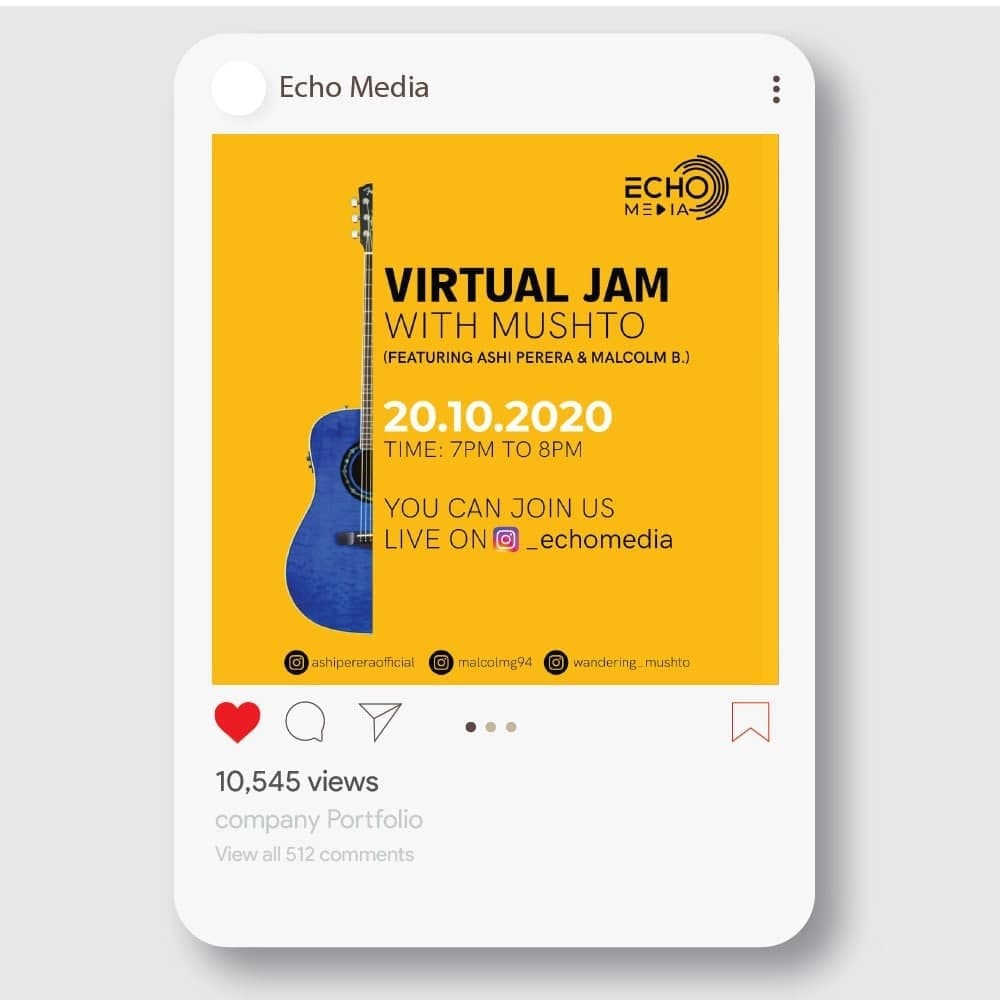 Echo Media
ECHO
MEDIA
VIRTUAL JAM
WITH MUSHTO
(FEATURING ASHI PERERA & MALCOLM B.)
20.10.2020
TIME: 7PM TO 8PM
YOU CAN JOIN US
LIVE ON _echomedia
ashipereraofficial malcolmg94 wandering_mushto
10,545 views
company Portfolio
View all 512 comments